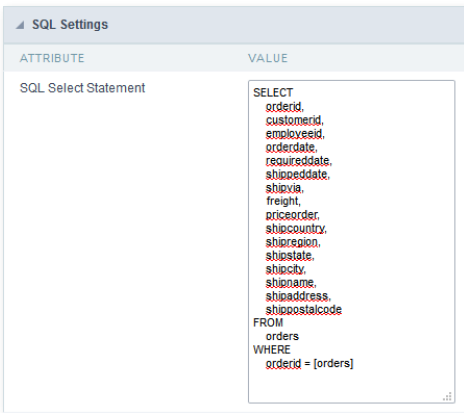 SQL Settings
ATTRIBUTE VALUE
SQL Select Statement
SELECT
orderid,
customerid,
employeeid,
orderdate,
requireddate,
shippeddate,
shipvia,
freight,
priceorder,
shipcountry,
shipregion,
shipstate,
shipcity,
shipname,
shipaddress,
shippostalcode
FROM
orders
WHERE
orderid = [orders]